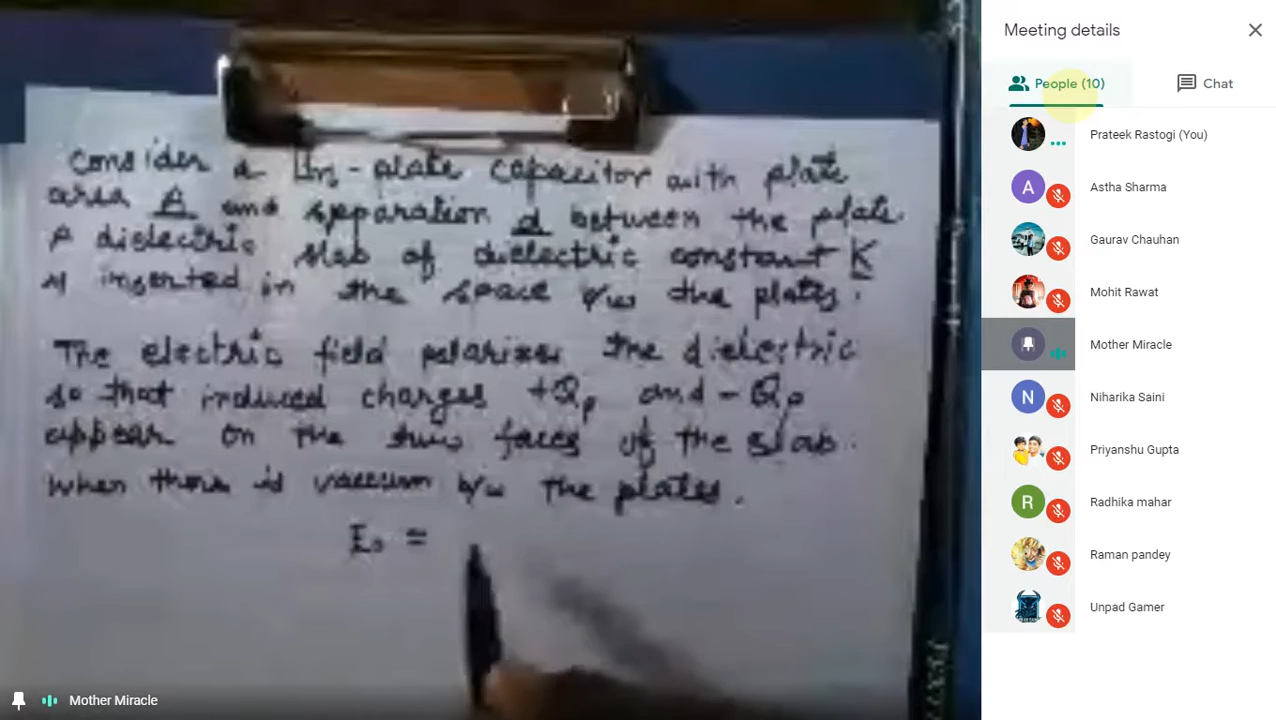 Consider a llrs - plate capacitor with plate
area A and separation d between the plate.
A dielectric slab of dielectric constant K
is inserted in the space b/w the plates.
The electric field polarizes the dielectric
so that induced charges +Qp and -Qp
appear on the two faces of the slab.
When there is vaccum b/w the plates.
E₀ =
Mother Miracle
Meeting details
People (10)
Chat
Prateek Rastogi (You)
A Astha Sharma
Gaurav Chauhan
Mohit Rawat
Mother Miracle
N Niharika Saini
Priyanshu Gupta
R Radhika mahar
Raman pandey
Unpad Gamer